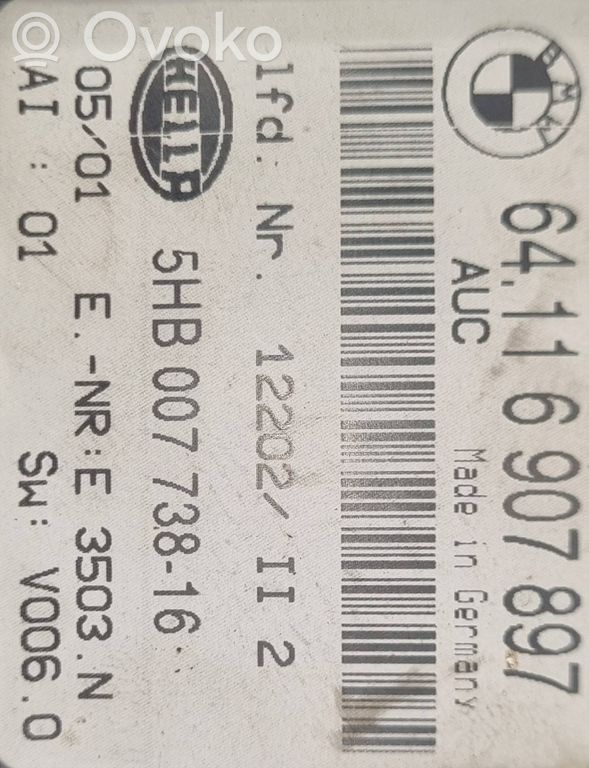 Ovoko
BMW
64.11 6 907 897
AUC Made in Germany
lfd. Nr. 12202/ II 2
HELLA 5HB 007 738-16
05/01 E.-NR:E 3503.N
AI : 01 SW: V006.0